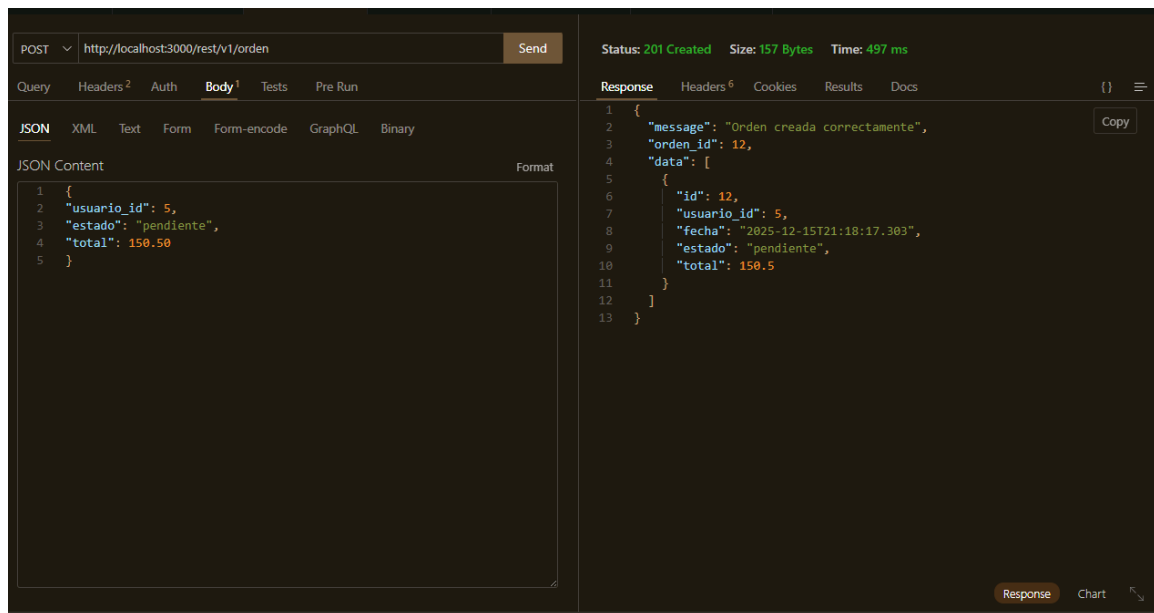 POST http://localhost:3000/rest/v1/orden Send
Query Headers 2 Auth Body 1 Tests Pre Run
JSON XML Text Form Form-encode GraphQL Binary
JSON Content Format
1 {
2 "usuario_id": 5,
3 "estado": "pendiente",
4 "total": 150.50
5 }
Status: 201 Created Size: 157 Bytes Time: 497 ms
Response Headers 6 Cookies Results Docs {}
Copy
1 {
2 "message": "Orden creada correctamente",
3 "orden_id": 12,
4 "data": [
5 {
6 "id": 12,
7 "usuario_id": 5,
8 "fecha": "2025-12-15T21:18:17.303",
9 "estado": "pendiente",
10 "total": 150.5
11 }
12 ]
13 }
Response Chart